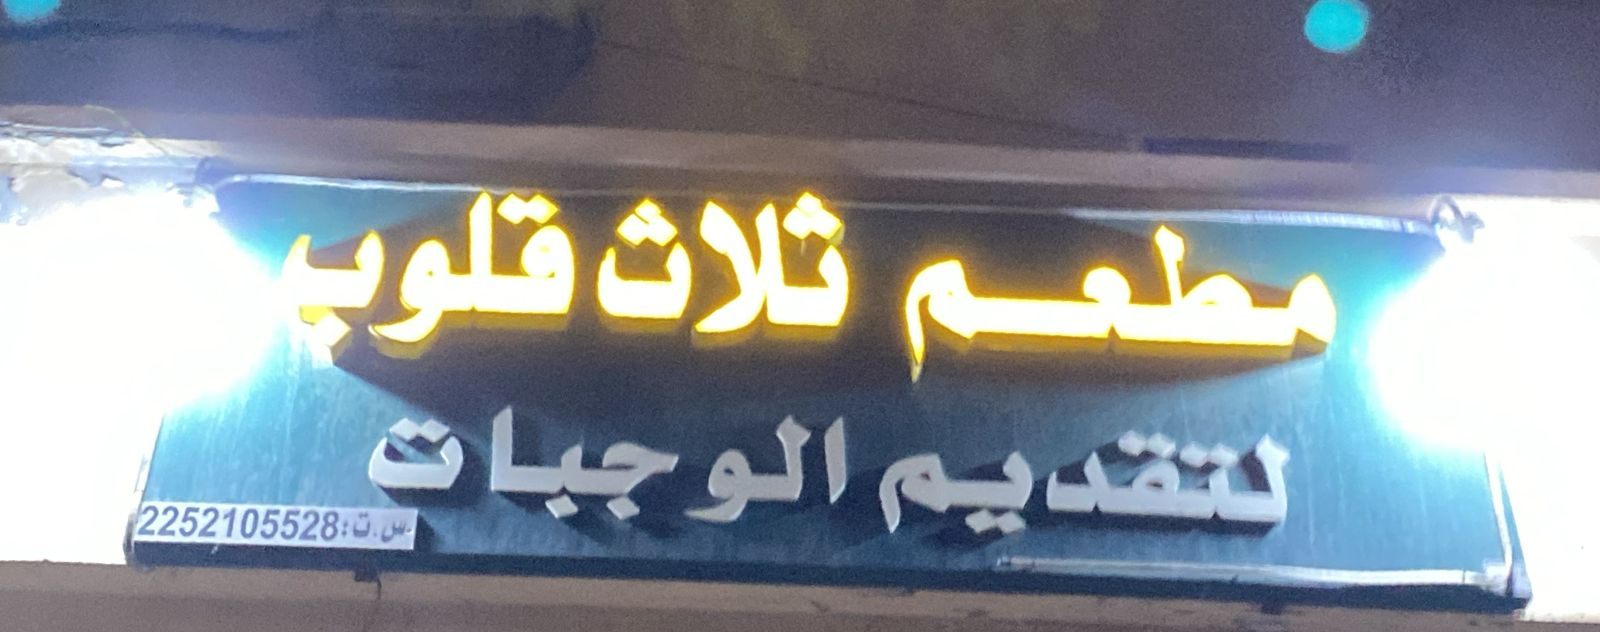 مطعم ثلاث قلوب
لتقديم الوجبات
س.ت:2252105528